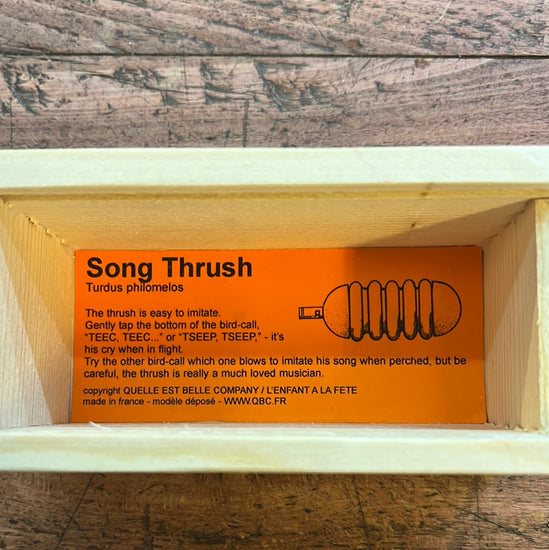 Song Thrush
Turdus philomelos
The thrush is easy to imitate.
Gently tap the bottom of the bird-call,
"TEEC, TEEC..." or "TSEEP, TSEEP," - it's
his cry when in flight.
Try the other bird-call which one blows to imitate his song when perched, but be
careful, the thrush is really a much loved musician.
copyright QUELLE EST BELLE COMPANY / L'ENFANT A LA FETE
made in france - modèle déposé - WWW.QBC.FR